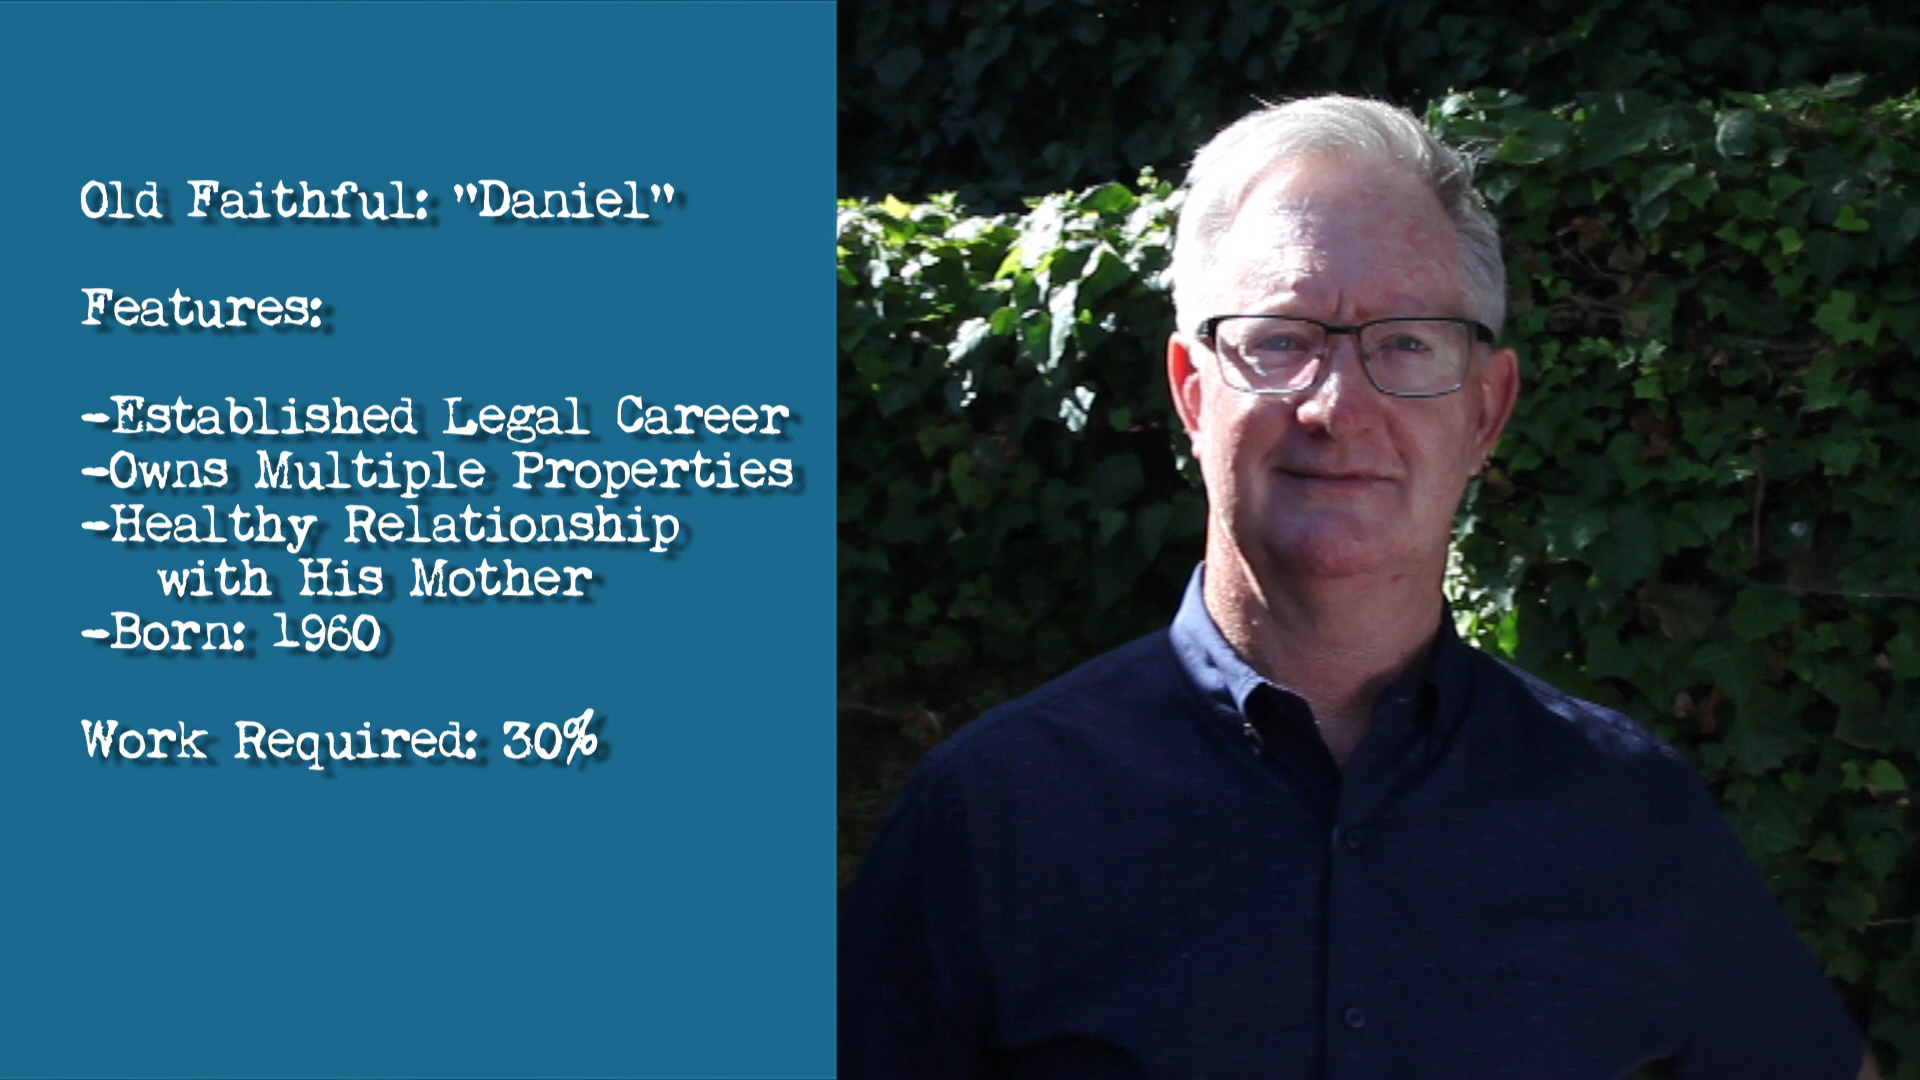 Old Faithful: "Daniel"
Features:
-Established Legal Career
-Owns Multiple Properties
-Healthy Relationship
with His Mother
-Born: 1960
Work Required: 30%